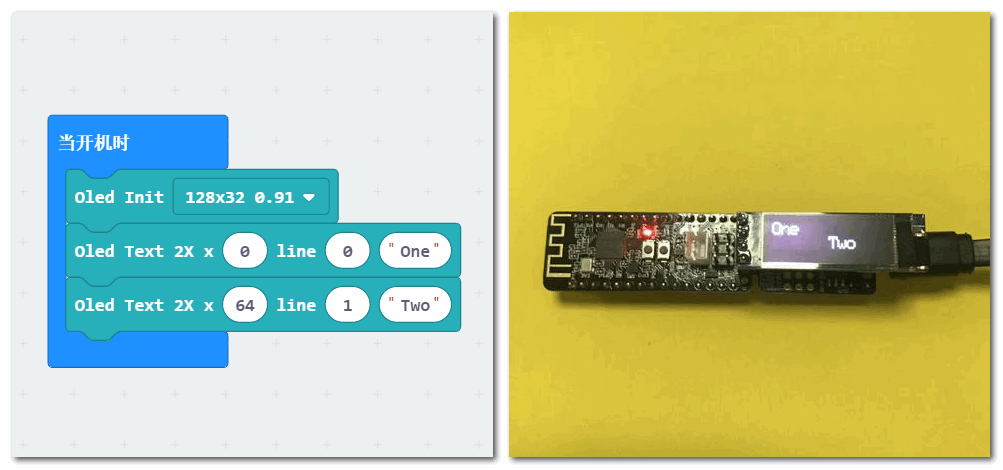 当开机时
Oled Init 128x32 0.91
Oled Text 2X x 0 line 0 "One"
Oled Text 2X x 64 line 1 "Two"
One
Two